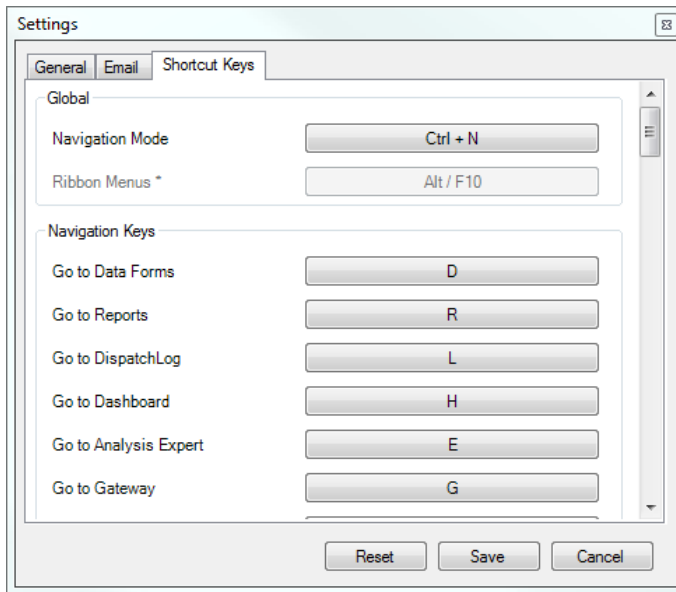 Settings
General Email Shortcut Keys
Global
Navigation Mode Ctrl + N
Ribbon Menus * Alt / F10
Navigation Keys
Go to Data Forms D
Go to Reports R
Go to DispatchLog L
Go to Dashboard H
Go to Analysis Expert E
Go to Gateway G
Reset Save Cancel